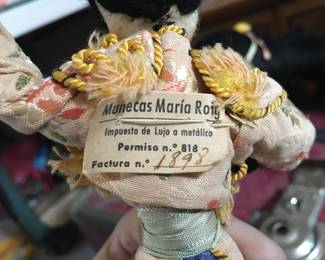 Muñecas María Roig
Impuesto de Lujo a metálico
Permiso n.º 818
Factura n.º 1898